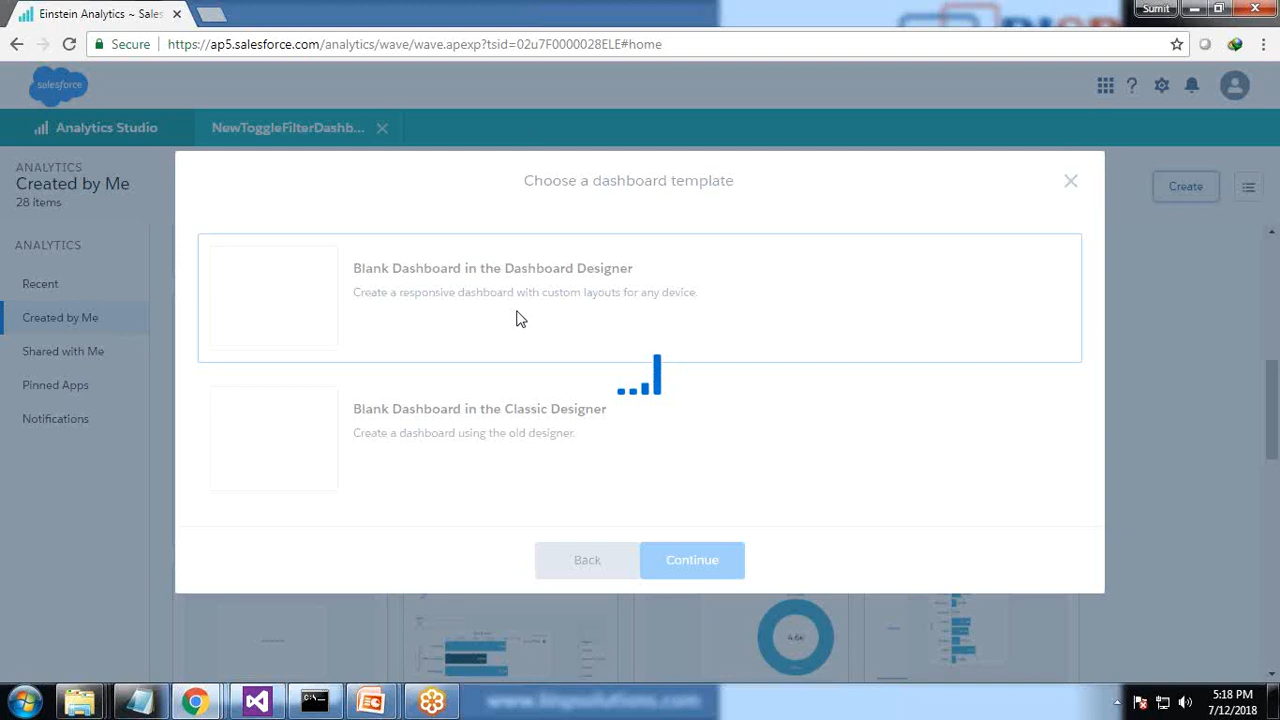 Einstein Analytics ~ Sales
Sumit
Secure
https://ap5.salesforce.com/analytics/wave/wave.apexp?tsid=02u7F0000028ELE#home
salesforce
?
Analytics Studio
NewToggleFilterDashb...
ANALYTICS
Created by Me
28 items
Create
Choose a dashboard template
ANALYTICS
Recent
Created by Me
Shared with Me
Pinned Apps
Notifications
Blank Dashboard in the Dashboard Designer
Create a responsive dashboard with custom layouts for any device.
Blank Dashboard in the Classic Designer
Create a dashboard using the old designer.
Back
Continue
4.6k
5:18 PM
7/12/2018